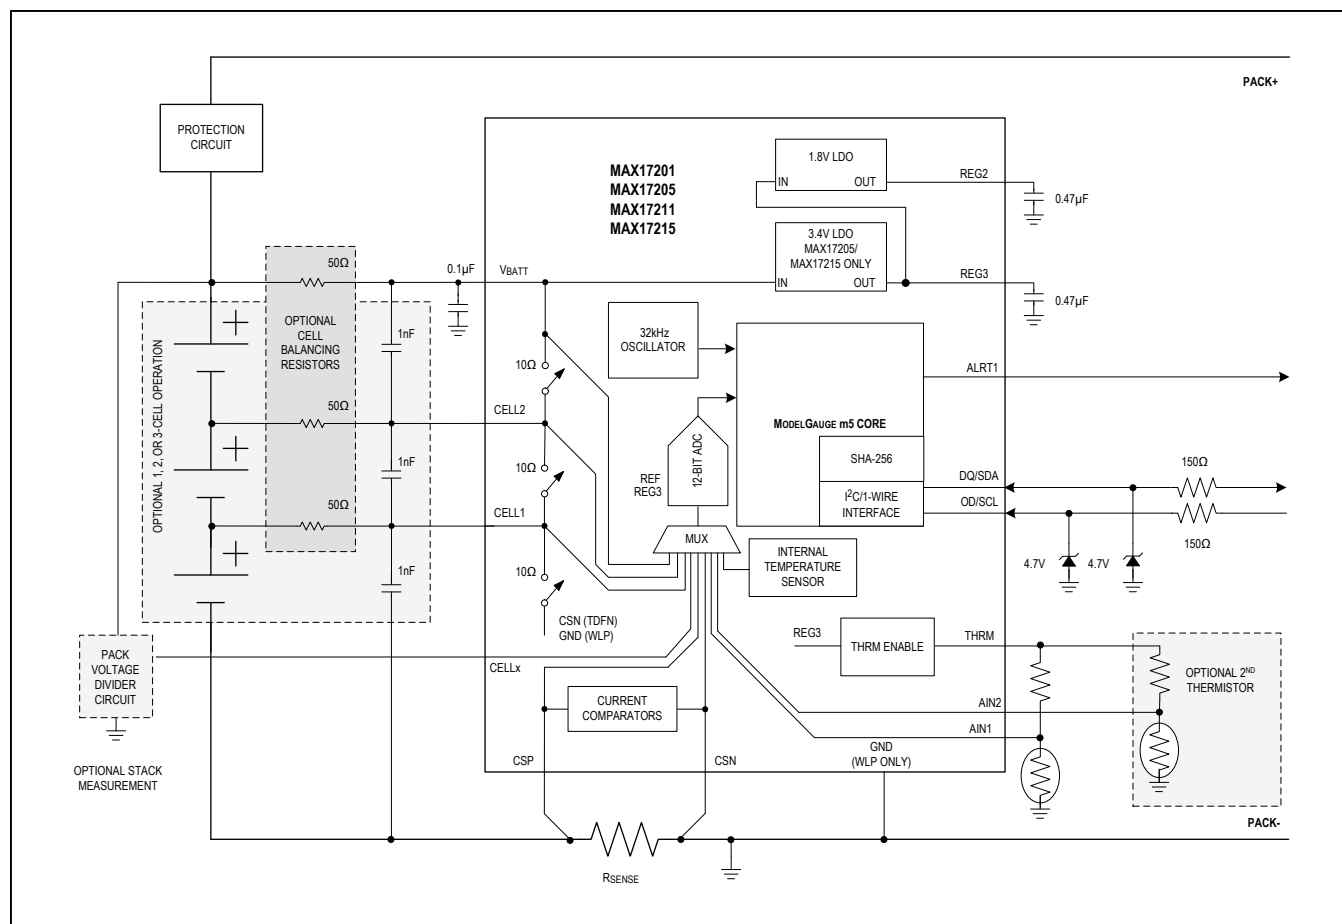 PACK+
PROTECTION
CIRCUIT
MAX17201
MAX17205
MAX17211
MAX17215
1.8V LDO
IN
OUT
REG2
0.47µF
3.4V LDO
MAX17205/
MAX17215 ONLY
IN
OUT
REG3
0.47µF
50Ω
0.1µF
VBATT
OPTIONAL
CELL
BALANCING
RESISTORS
OPTIONAL 1, 2, OR 3-CELL OPERATION
1nF
32kHz
OSCILLATOR
10Ω
ALRT1
50Ω
CELL2
MODELGAUGE m5 CORE
12-BIT ADC
SHA-256
REF
REG3
1nF
10Ω
DQ/SDA
150Ω
I²C/1-WIRE
INTERFACE
OD/SCL
50Ω
CELL1
MUX
150Ω
INTERNAL
TEMPERATURE
SENSOR
4.7V
4.7V
1nF
10Ω
CSN (TDFN)
GND (WLP)
REG3
THRM ENABLE
THRM
PACK
VOLTAGE
DIVIDER
CIRCUIT
CELLx
OPTIONAL 2ND
THERMISTOR
CURRENT
COMPARATORS
AIN2
AIN1
GND
(WLP ONLY)
CSP
CSN
OPTIONAL STACK
MEASUREMENT
PACK-
RSENSE